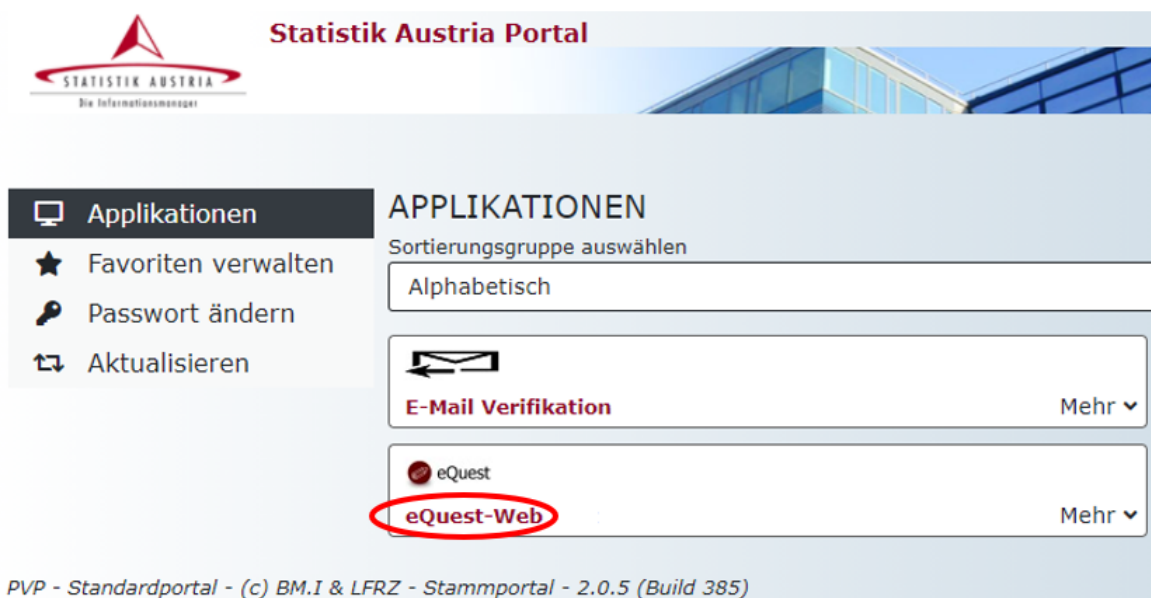 Statistik Austria Portal
STATISTIK AUSTRIA
Die Informationsmanager
Applikationen
Favoriten verwalten
Passwort ändern
Aktualisieren
APPLIKATIONEN
Sortierungsgruppe auswählen
Alphabetisch
E-Mail Verifikation
Mehr
eQuest
eQuest-Web
Mehr
PVP - Standardportal - (c) BM.I & LFRZ - Stammportal - 2.0.5 (Build 385)